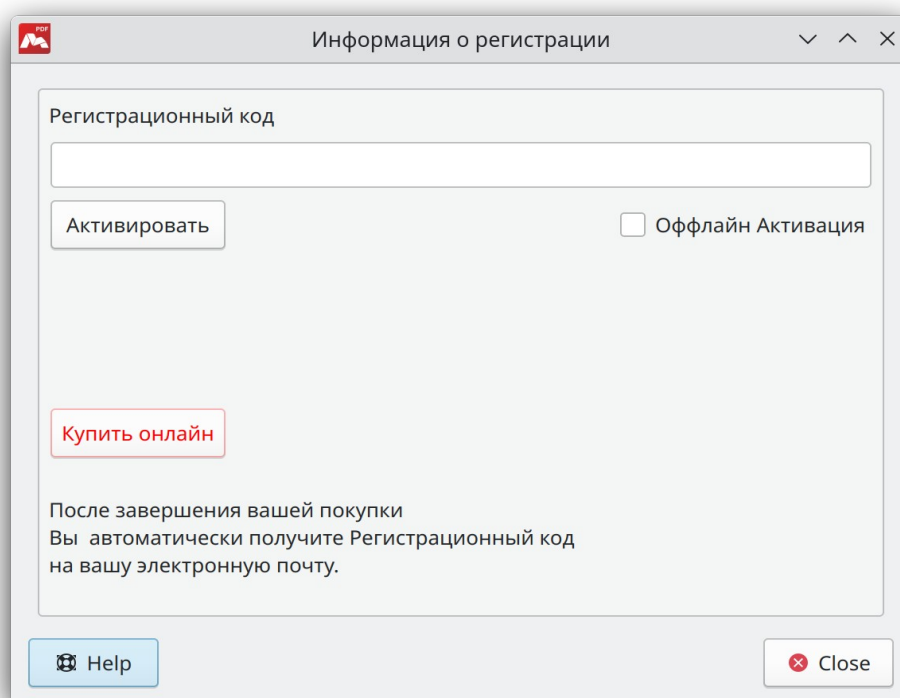 PDF
Информация о регистрации
Регистрационный код
Активировать
Оффлайн Активация
Купить онлайн
После завершения вашей покупки
Вы  автоматически получите Регистрационный код
на вашу электронную почту.
Help
Close